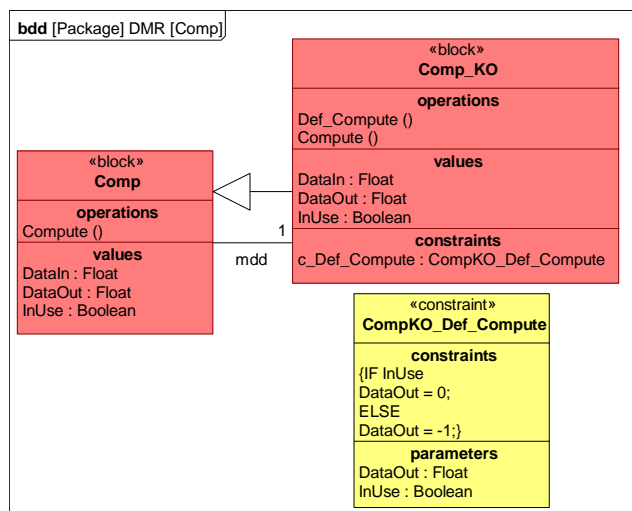 bdd [Package] DMR [Comp]
«block»
Comp_KO
operations
Def_Compute ()
Compute ()
values
DataIn : Float
DataOut : Float
InUse : Boolean
constraints
c_Def_Compute : CompKO_Def_Compute
«block»
Comp
operations
Compute ()
values
DataIn : Float
DataOut : Float
InUse : Boolean
1
mdd
«constraint»
CompKO_Def_Compute
constraints
{IF InUse
DataOut = 0;
ELSE
DataOut = -1;}
parameters
DataOut : Float
InUse : Boolean